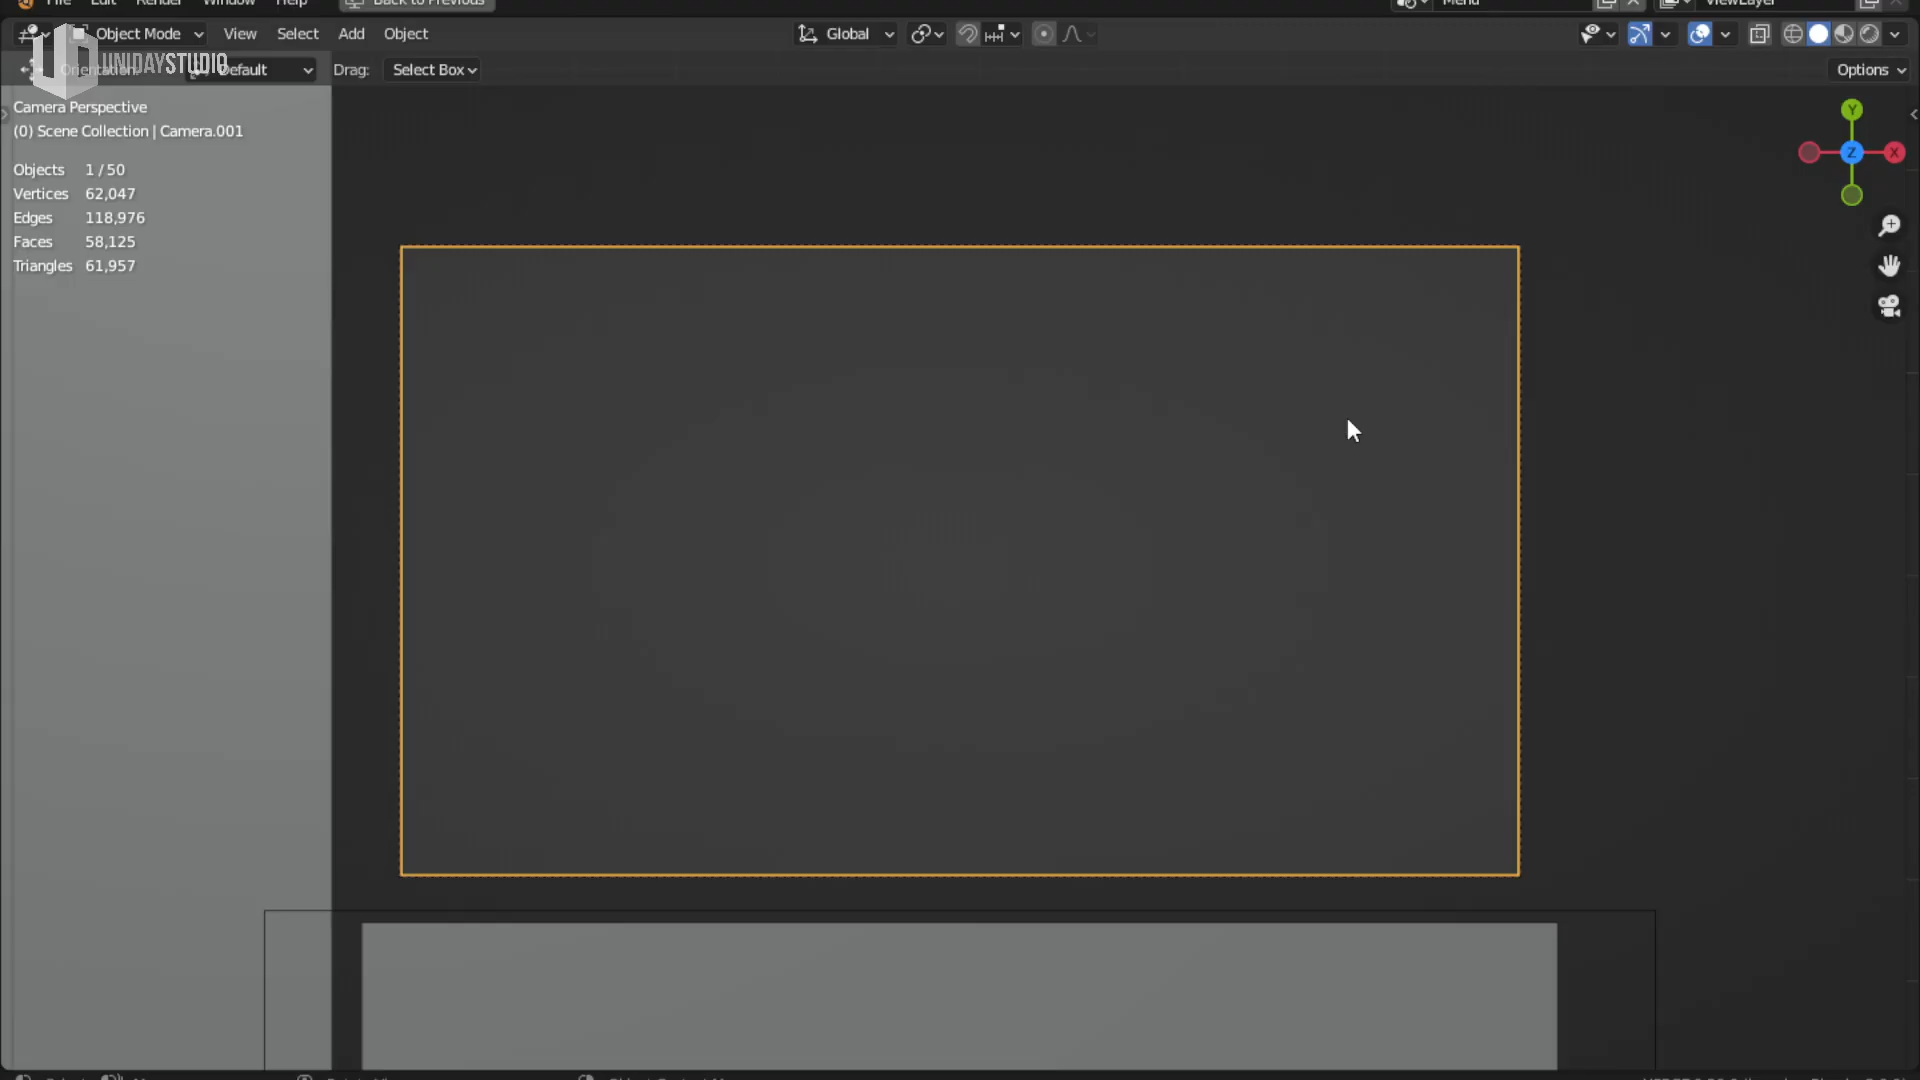 File Edit Render Window Help Back to Previous Menu ViewLayer
Object Mode View Select Add Object Global
UNIDAYSTUDIO
Orientation: Default Drag: Select Box Options
Camera Perspective
(0) Scene Collection | Camera.001
Objects 1 / 50
Vertices 62,047
Edges 118,976
Faces 58,125
Triangles 61,957
Y
Z X